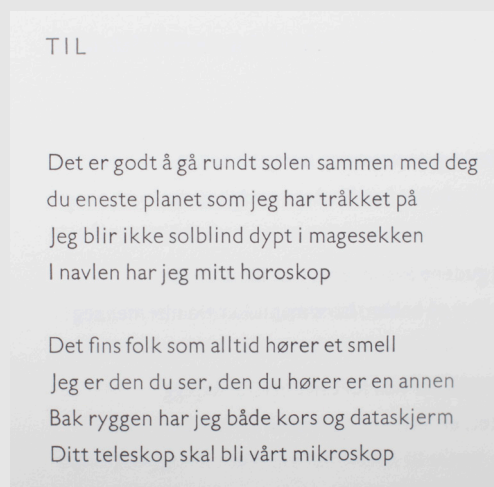 TIL
Det er godt å gå rundt solen sammen med deg
du eneste planet som jeg har tråkket på
Jeg blir ikke solblind dypt i magesekken
I navlen har jeg mitt horoskop
Det fins folk som alltid hører et smell
Jeg er den du ser, den du hører er en annen
Bak ryggen har jeg både kors og dataskjerm
Ditt teleskop skal bli vårt mikroskop